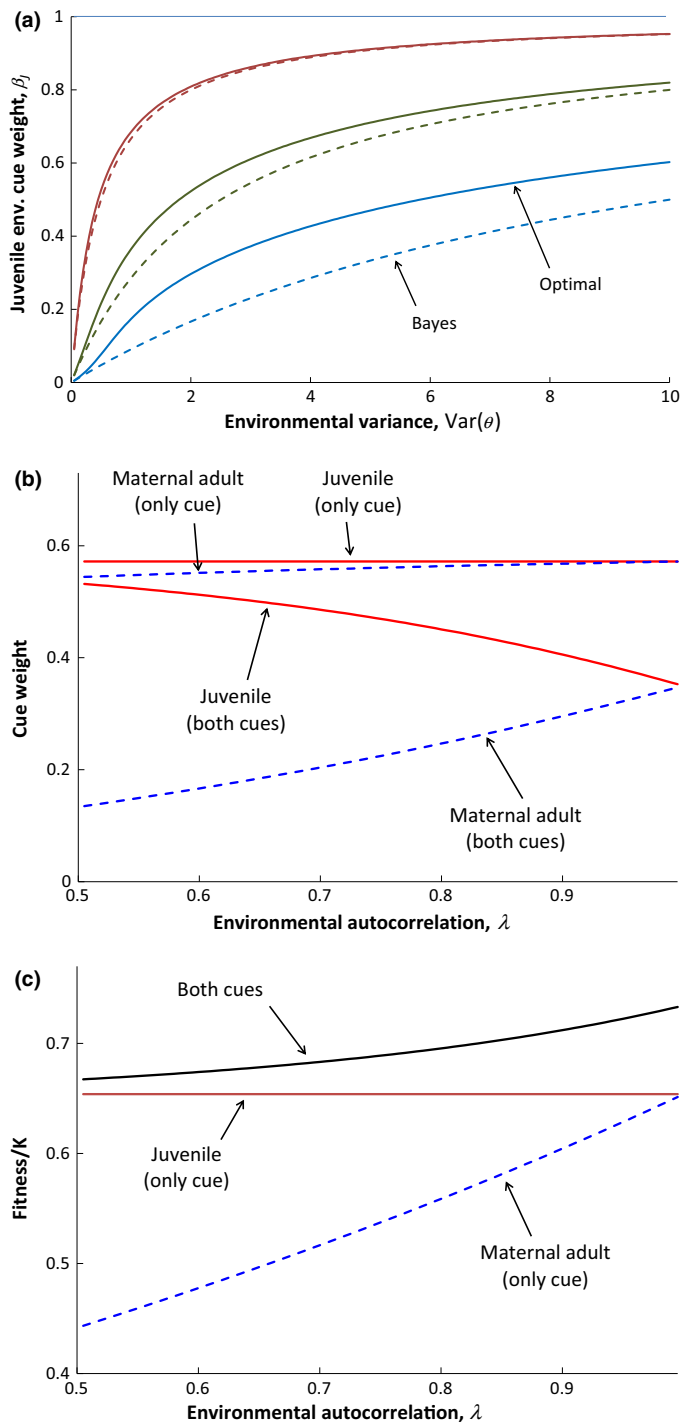 (a)
1
0.8
0.6
0.4
0.2
0
Juvenile env. cue weight, βJ
Optimal
Bayes
0
2
4
6
8
10
Environmental variance, Var(θ)
(b)
Maternal adult
(only cue)
Juvenile
(only cue)
0.6
0.4
0.2
0
Cue weight
Juvenile
(both cues)
Maternal adult
(both cues)
0.5
0.6
0.7
0.8
0.9
Environmental autocorrelation, λ
(c)
Both cues
0.7
0.6
0.5
0.4
Fitness/K
Juvenile
(only cue)
Maternal adult
(only cue)
0.5
0.6
0.7
0.8
0.9
Environmental autocorrelation, λ